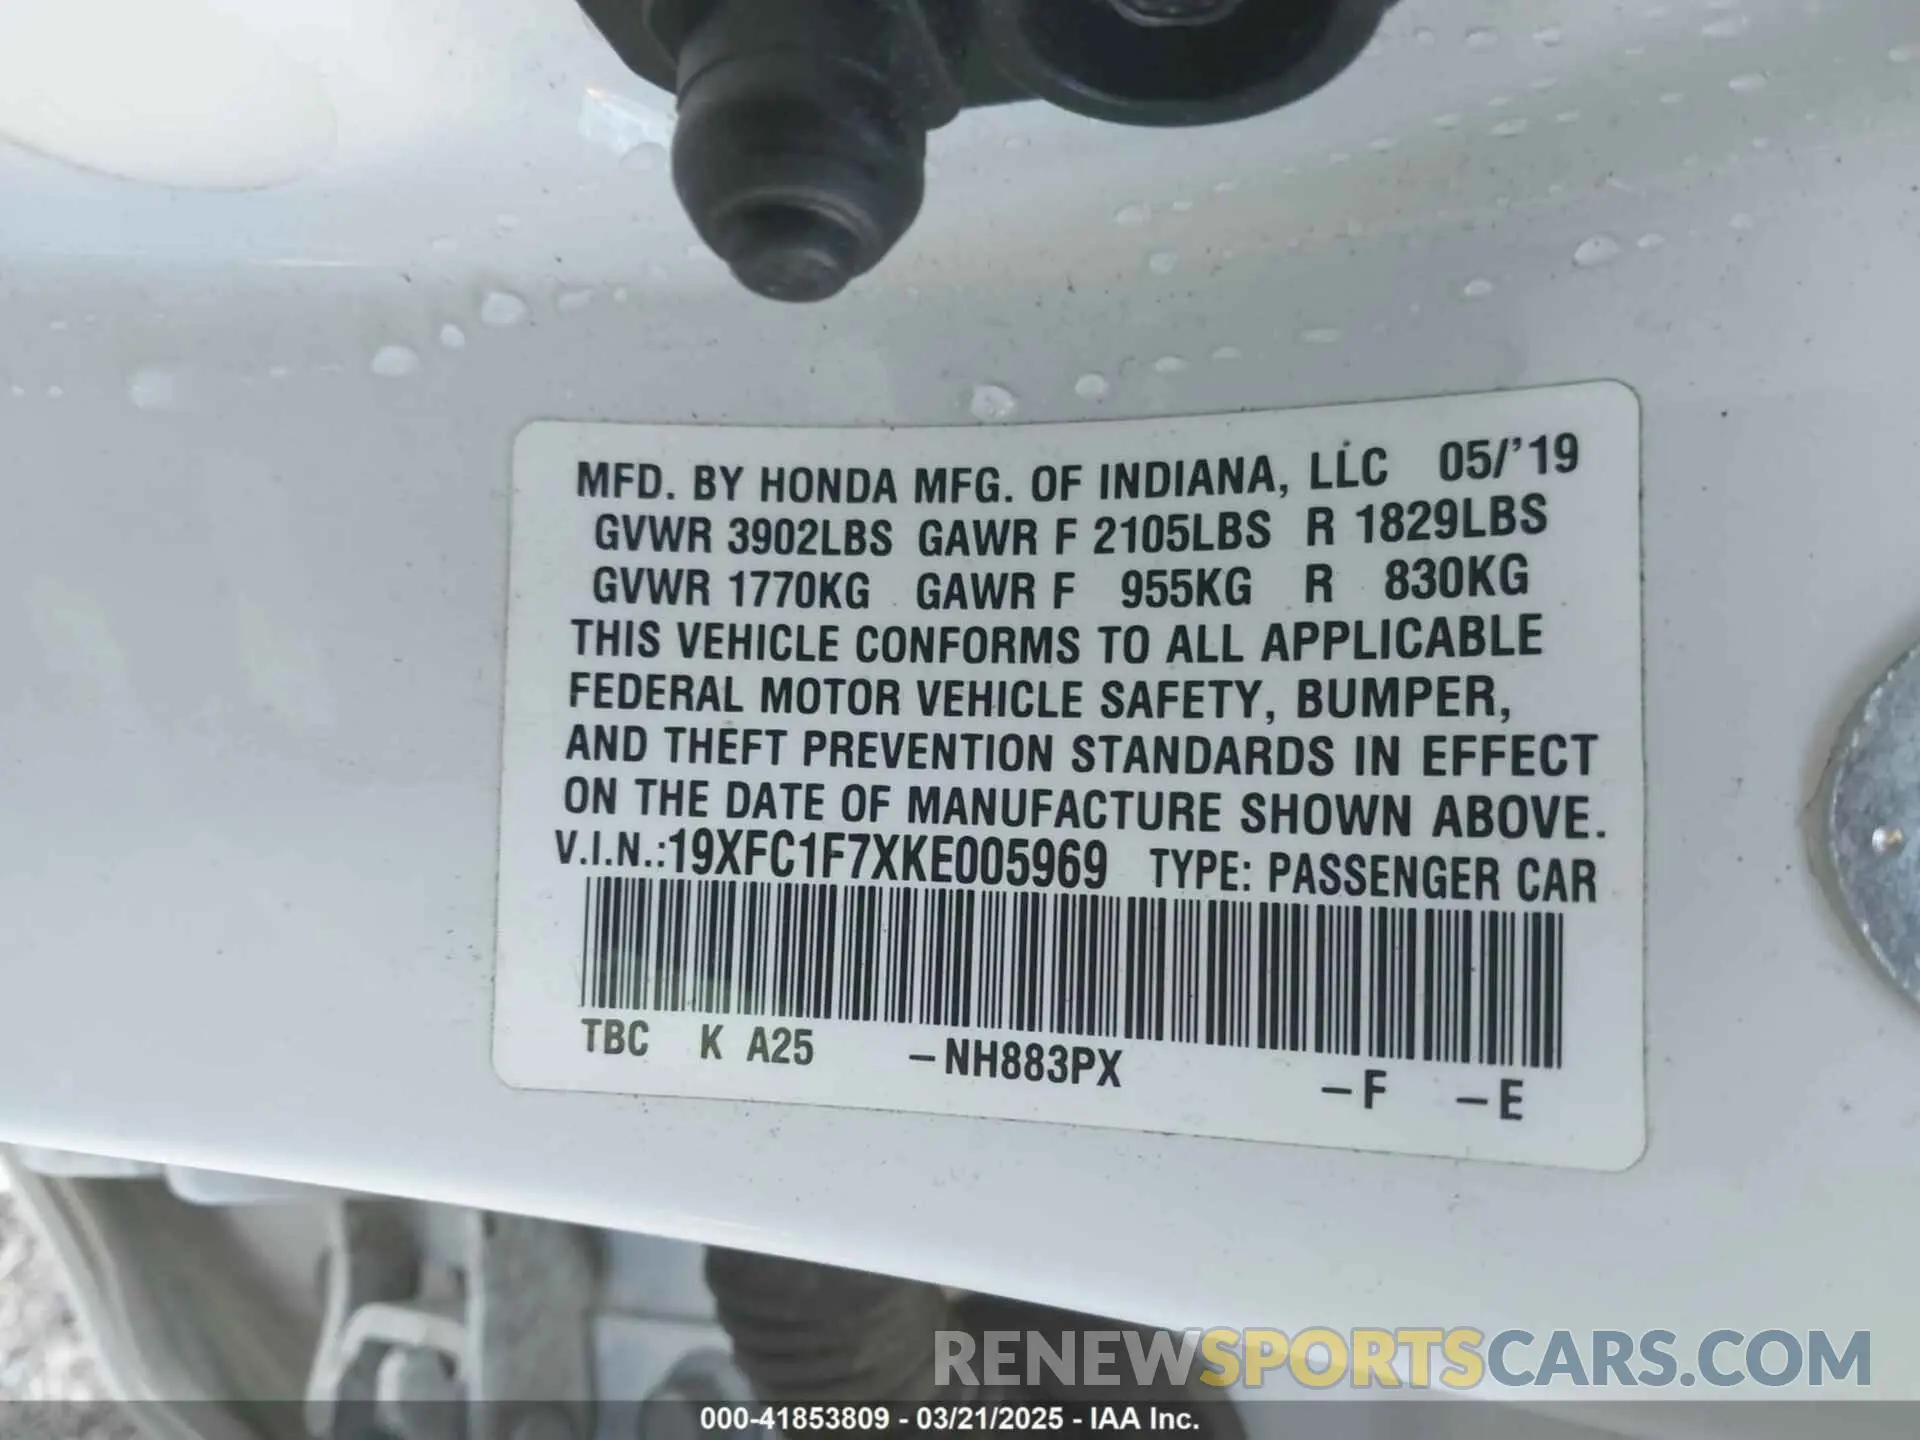 MFD. BY HONDA MFG. OF INDIANA, LLC 05/'19
GVWR 3902LBS GAWR F 2105LBS R 1829LBS
GVWR 1770KG GAWR F 955KG R 830KG
THIS VEHICLE CONFORMS TO ALL APPLICABLE
FEDERAL MOTOR VEHICLE SAFETY, BUMPER,
AND THEFT PREVENTION STANDARDS IN EFFECT
ON THE DATE OF MANUFACTURE SHOWN ABOVE.
V.I.N.:19XFC1F7XKE005969 TYPE: PASSENGER CAR
TBC K A25 -NH883PX -F -E
RENEWSPORTSCARS.COM
000-41853809 - 03/21/2025 - IAA Inc.